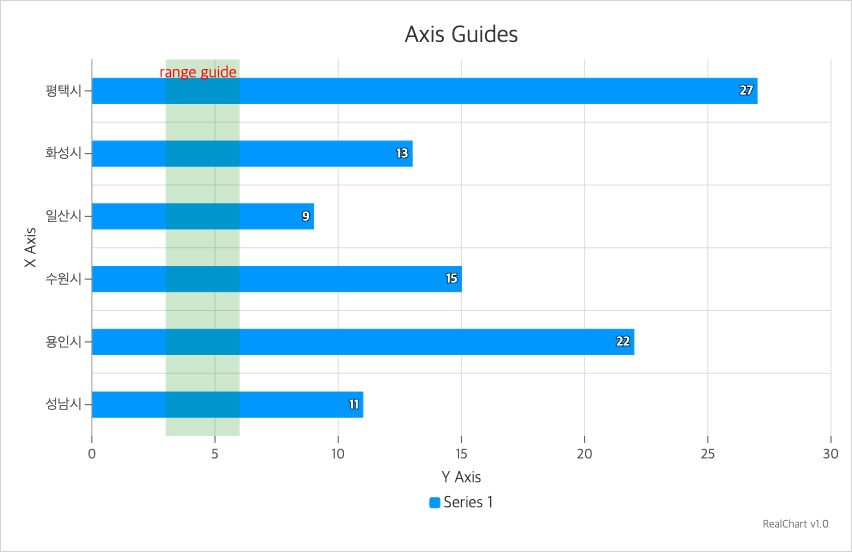 Axis Guides
range guide
평택시
27
화성시
13
일산시
9
X Axis
수원시
15
용인시
22
성남시
11
0 5 10 15 20 25 30
Y Axis
Series 1
RealChart v1.0